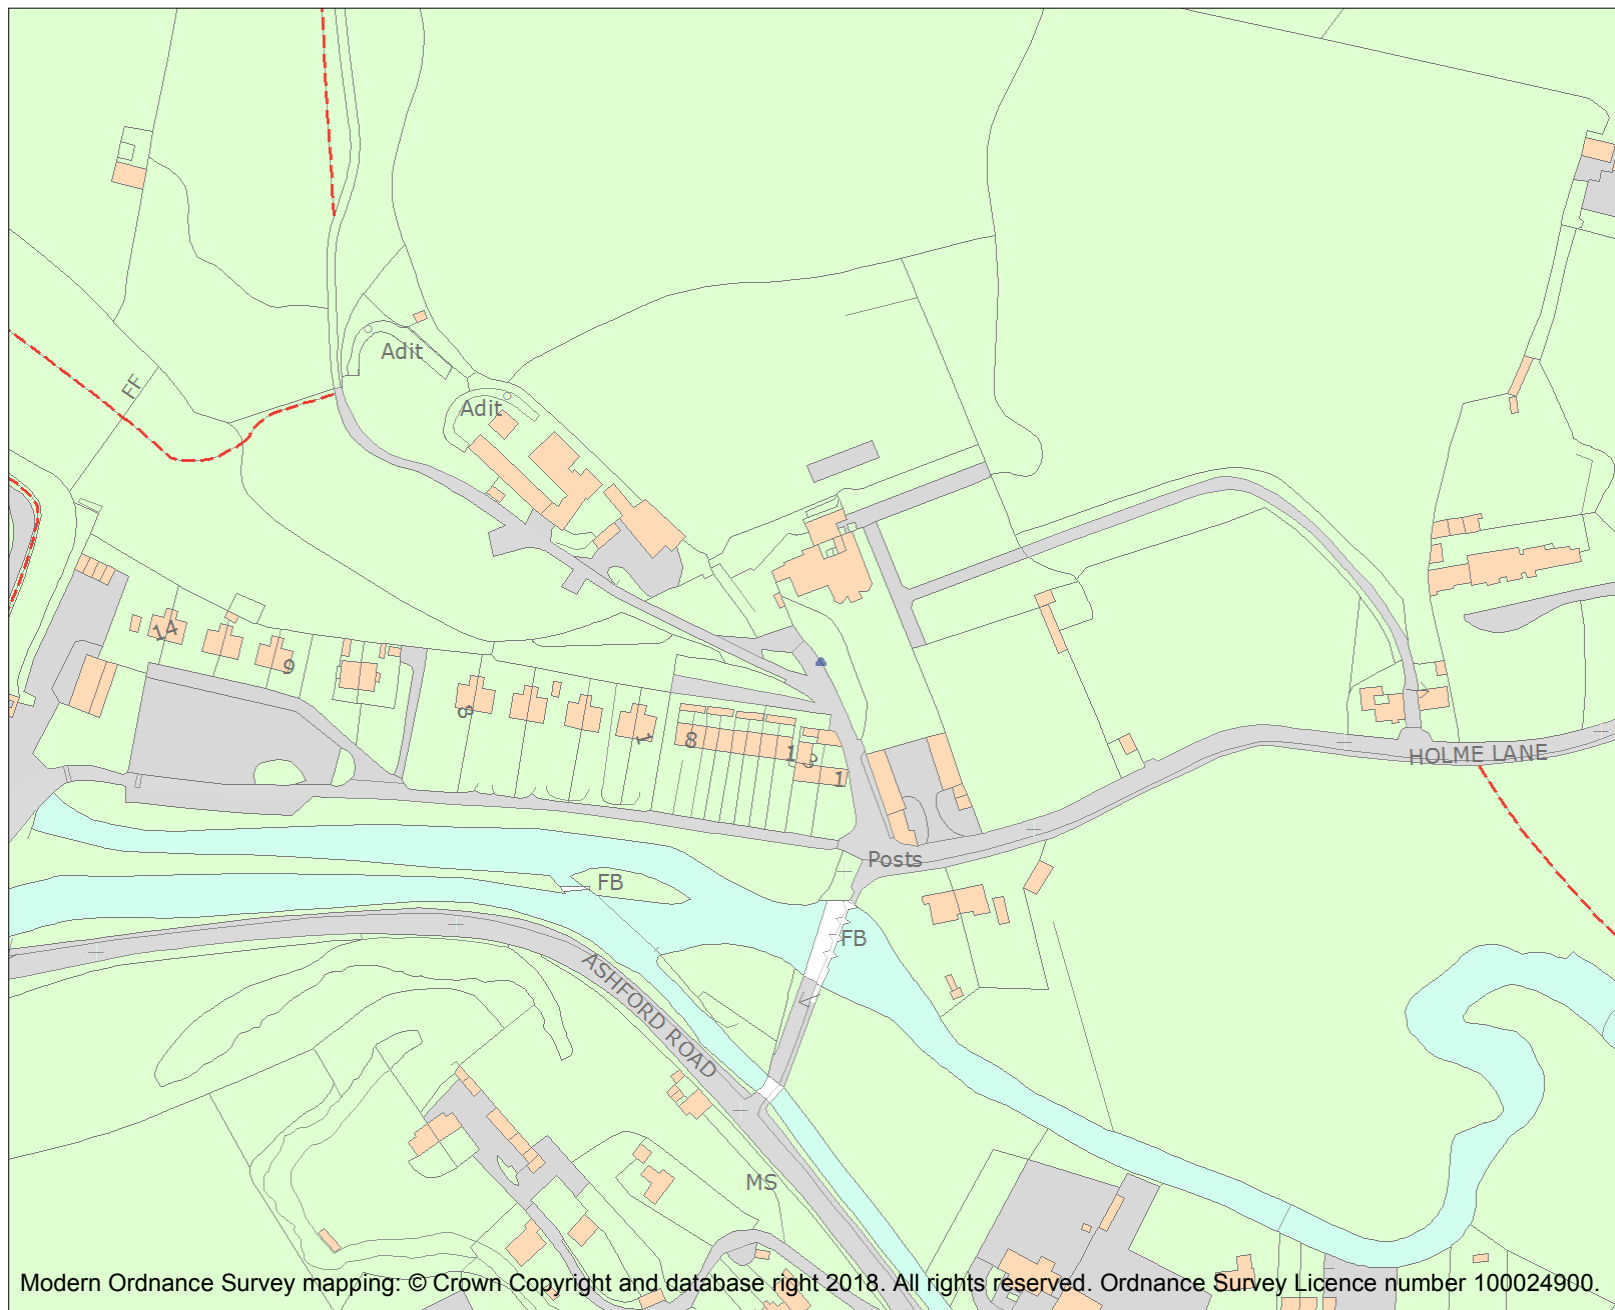 Adit
FF
Adit
14
9
8
1
8
1
3
1
HOLME LANE
Posts
FB
FB
ASHFORD ROAD
MS
Modern Ordnance Survey mapping: © Crown Copyright and database right 2018. All rights reserved. Ordnance Survey Licence number 100024900.